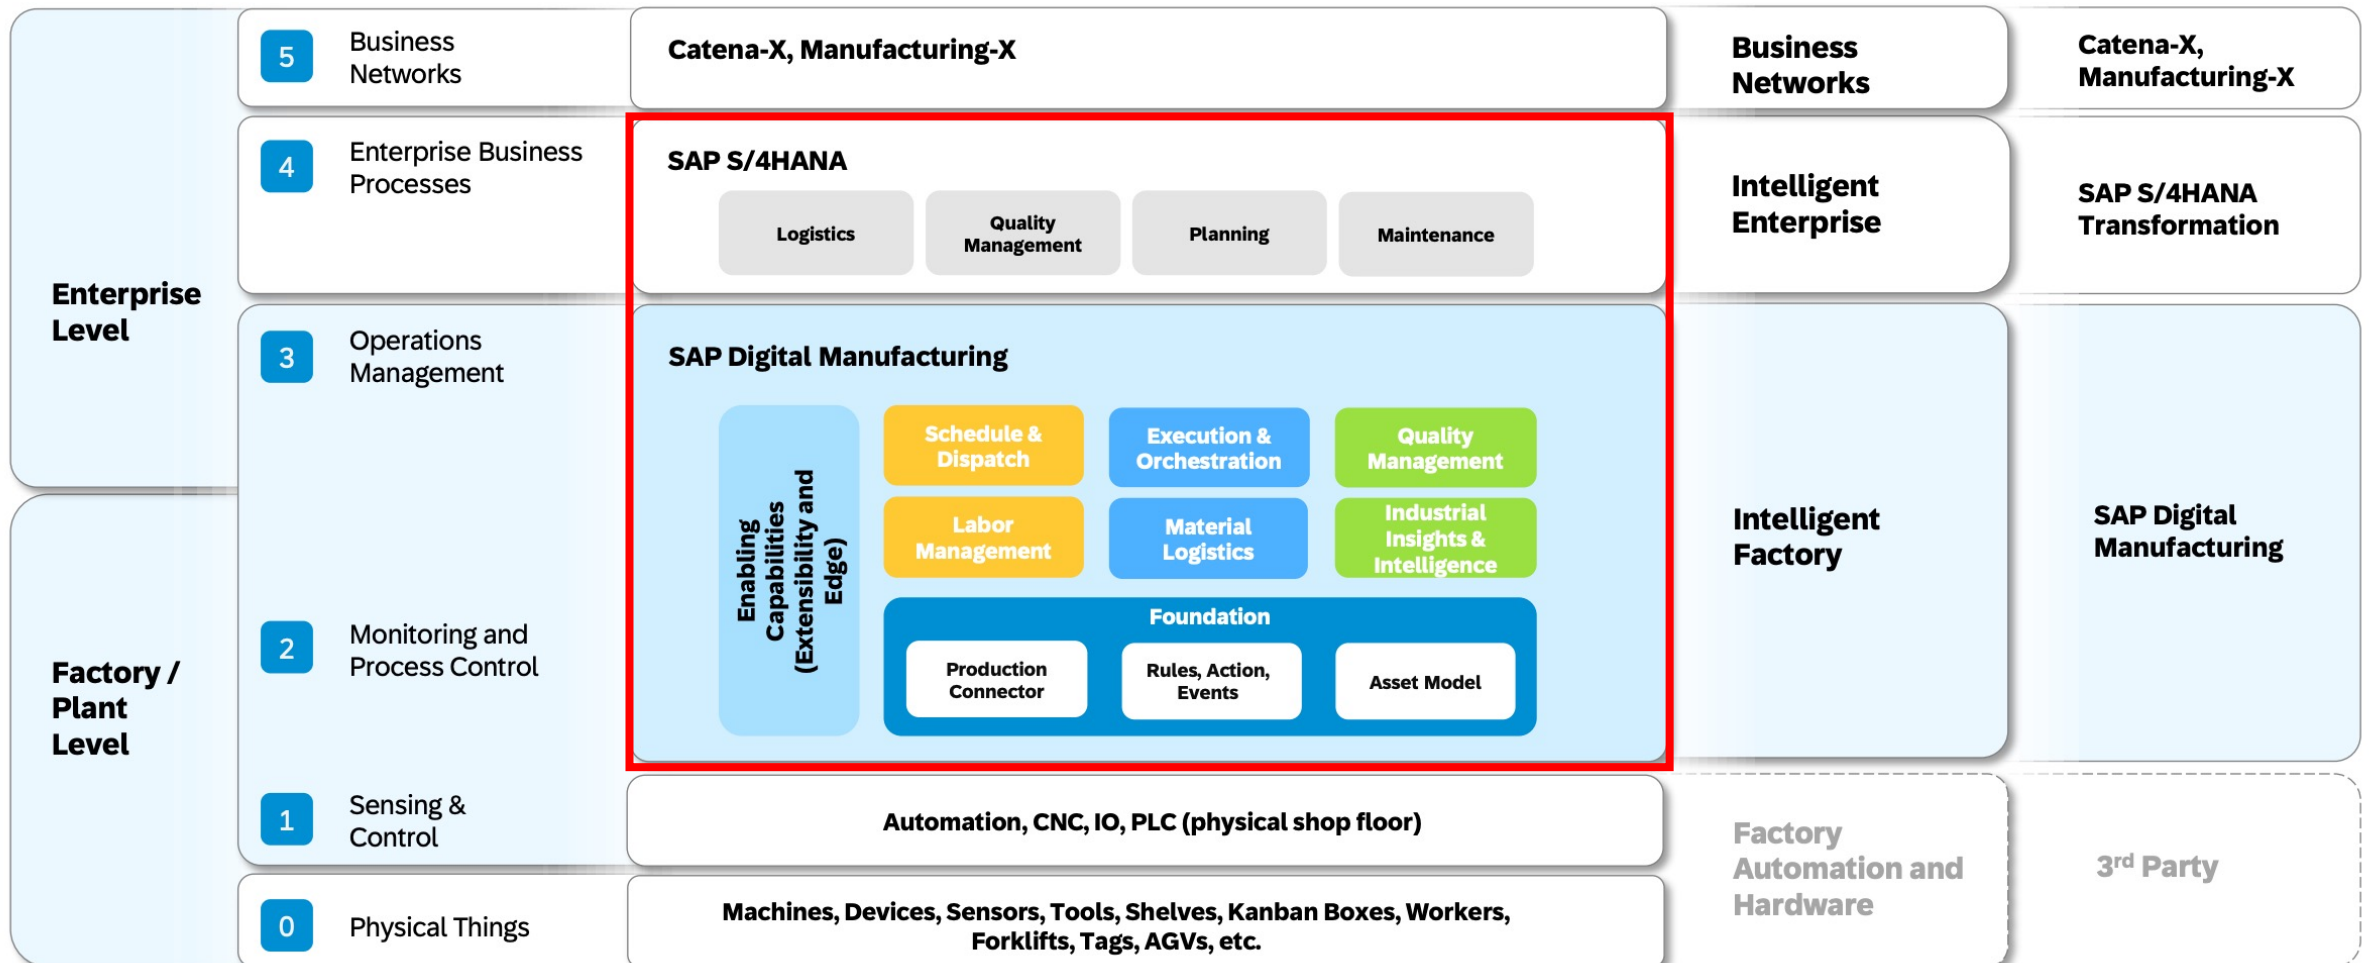 Enterprise
Level
Factory /
Plant
Level
5
Business
Networks
Catena-X, Manufacturing-X
Business
Networks
Catena-X,
Manufacturing-X
4
Enterprise Business
Processes
SAP S/4HANA
Logistics
Quality
Management
Planning
Maintenance
Intelligent
Enterprise
SAP S/4HANA
Transformation
3
Operations
Management
SAP Digital Manufacturing
Enabling
Capabilities
(Extensibility and
Edge)
Schedule &
Dispatch
Execution &
Orchestration
Quality
Management
Labor
Management
Material
Logistics
Industrial
Insights &
Intelligence
Intelligent
Factory
SAP Digital
Manufacturing
2
Monitoring and
Process Control
Foundation
Production
Connector
Rules, Action,
Events
Asset Model
1
Sensing &
Control
Automation, CNC, IO, PLC (physical shop floor)
Factory
Automation and
Hardware
3rd Party
0
Physical Things
Machines, Devices, Sensors, Tools, Shelves, Kanban Boxes, Workers,
Forklifts, Tags, AGVs, etc.